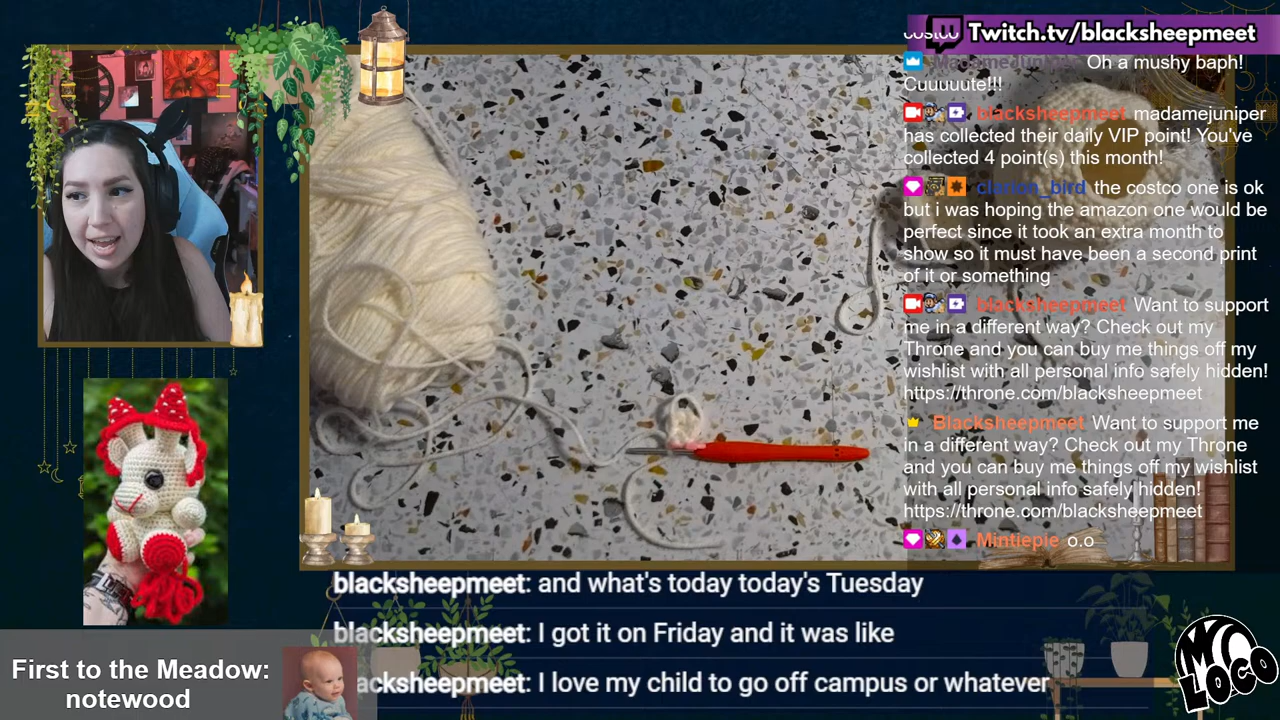 Twitch.tv/blacksheepmeet
costco
Oh a mushy baph!
Cuuuuute!!!
blacksheepmeet madamejuniper
has collected their daily VIP point! You've
collected 4 point(s) this month!
clarion_bird the costco one is ok
but i was hoping the amazon one would be
perfect since it took an extra month to
show so it must have been a second print
of it or something
blacksheepmeet Want to support
me in a different way? Check out my
Throne and you can buy me things off my
wishlist with all personal info safely hidden!
https://throne.com/blacksheepmeet
Blacksheepmeet Want to support me
in a different way? Check out my Throne
and you can buy me things off my wishlist
with all personal info safely hidden!
https://throne.com/blacksheepmeet
Mintiepie o.o
blacksheepmeet: and what's today today's Tuesday
blacksheepmeet: I got it on Friday and it was like
acksheepmeet: I love my child to go off campus or whatever
First to the Meadow:
notewood
MC
LOCO